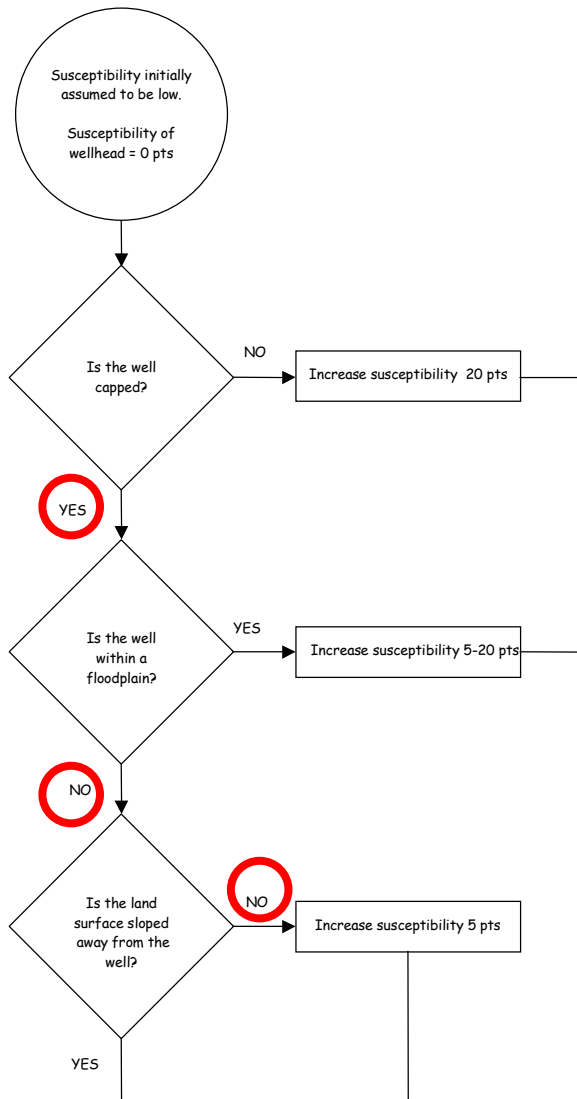 Susceptibility initially
assumed to be low.
Susceptibility of
wellhead = 0 pts
Is the well
capped?
NO
Increase susceptibility  20 pts
YES
Is the well
within a
floodplain?
YES
Increase susceptibility 5-20 pts
NO
Is the land
surface sloped
away from the
well?
NO
Increase susceptibility 5 pts
YES